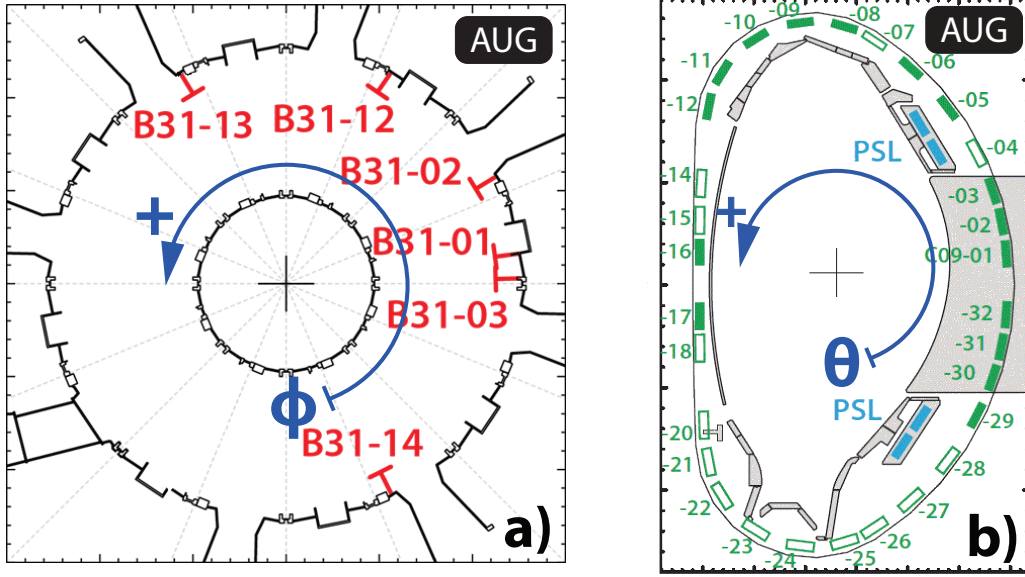 AUG
B31-13
B31-12
B31-02
+
B31-01
B31-03
ϕ
B31-14
a)
AUG
-09
-08
-10
-07
-11
-06
-12
-05
PSL
-04
-14
-03
-15
+
-02
-16
C09-01
-17
-32
-18
-31
θ
-30
PSL
-29
-20
-21
-28
-22
-27
-23
-26
-24
-25
b)